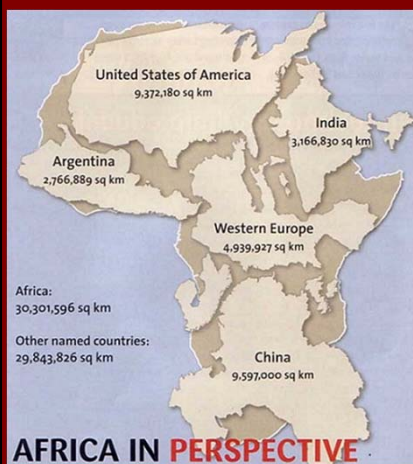 United States of America
9,372,180 sq km
India
3,166,830 sq km
Argentina
2,766,889 sq km
Western Europe
4,939,927 sq km
Africa:
30,301,596 sq km
Other named countries:
29,843,826 sq km
China
9,597,000 sq km
AFRICA IN PERSPECTIVE